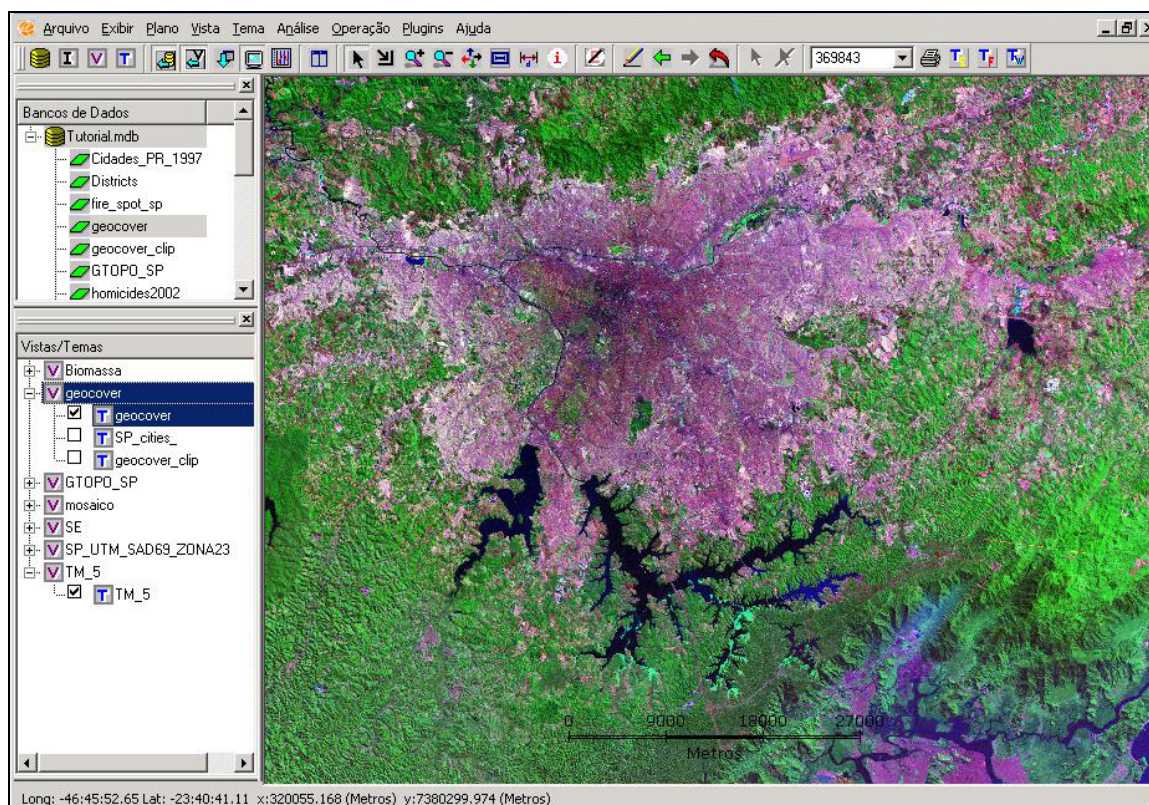 Arquivo Exibir Plano Vista Tema Análise Operação Plugins Ajuda
I V T 369843 T T F T W
Bancos de Dados
Tutorial.mdb
Cidades_PR_1997
Districts
fire_spot_sp
geocover
geocover_clip
GTOPO_SP
homicides2002
Vistas/Temas
V Biomassa
V geocover
T geocover
T SP_cities_
T geocover_clip
V GTOPO_SP
V mosaico
V SE
V SP_UTM_SAD69_ZONA23
V TM_5
T TM_5
0 9000 18000 27000
Metros
Long: -46:45:52.65 Lat: -23:40:41.11 x:320055.168 (Metros) y:7380299.974 (Metros)